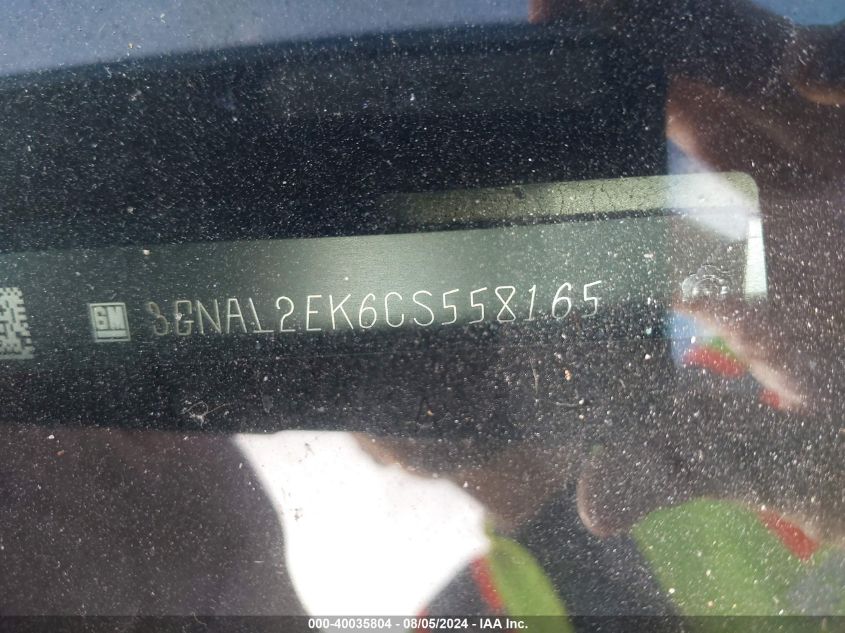 GM 3GNAL2EK6CS558165
000-40035804 - 08/05/2024 - IAA Inc.